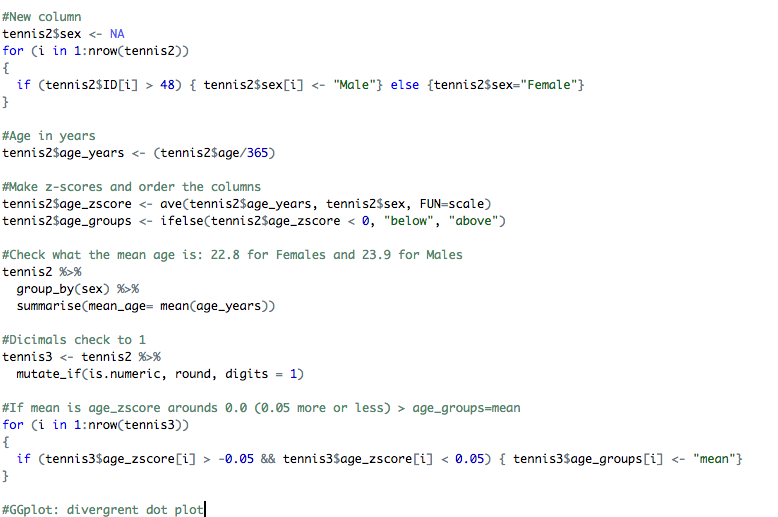 #New column
tennis2$sex <- NA
for (i in 1:nrow(tennis2))
{
  if (tennis2$ID[i] > 48) { tennis2$sex[i] <- "Male"} else {tennis2$sex="Female"}
}
#Age in years
tennis2$age_years <- (tennis2$age/365)
#Make z-scores and order the columns
tennis2$age_zscore <- ave(tennis2$age_years, tennis2$sex, FUN=scale)
tennis2$age_groups <- ifelse(tennis2$age_zscore < 0, "below", "above")
#Check what the mean age is: 22.8 for Females and 23.9 for Males
tennis2 %>%
  group_by(sex) %>%
  summarise(mean_age= mean(age_years))
#Dicimals check to 1
tennis3 <- tennis2 %>%
  mutate_if(is.numeric, round, digits = 1)
#If mean is age_zscore arounds 0.0 (0.05 more or less) > age_groups=mean
for (i in 1:nrow(tennis3))
{
  if (tennis3$age_zscore[i] > -0.05 && tennis3$age_zscore[i] < 0.05) { tennis3$age_groups[i] <- "mean"}
}
#GGplot: divergrent dot plot